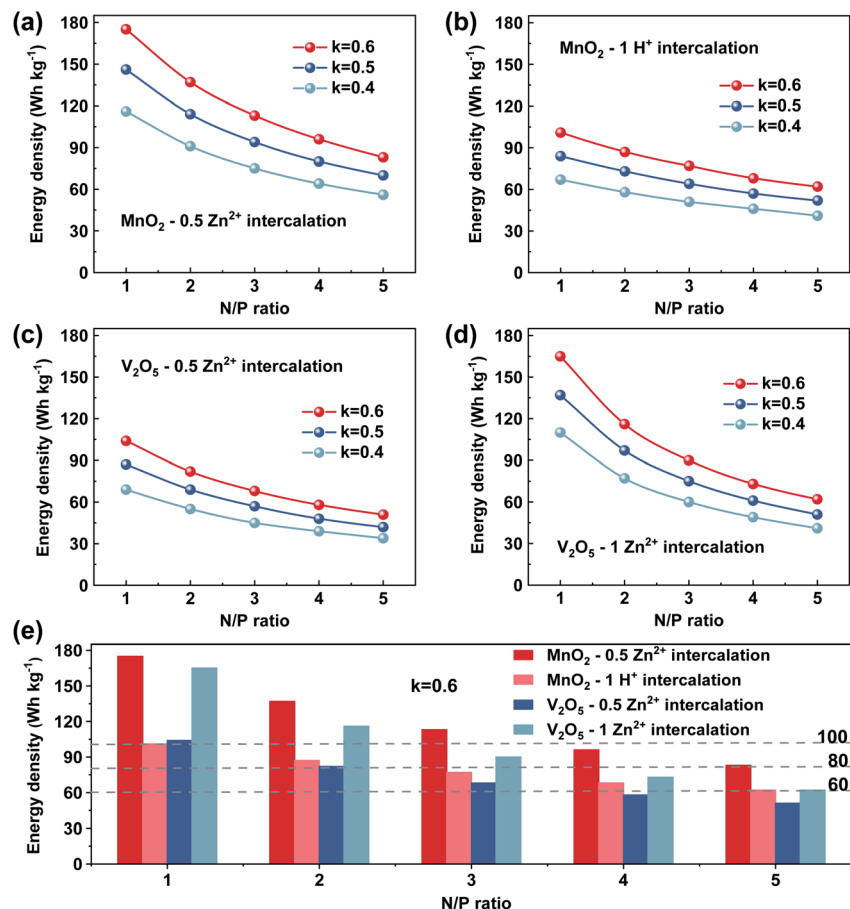 (a)
Energy density (Wh kg⁻¹)
180
150
120
90
60
30
0
k=0.6
k=0.5
k=0.4
MnO₂ - 0.5 Zn²⁺ intercalation
1 2 3 4 5
N/P ratio
(b)
Energy density (Wh kg⁻¹)
180
150
120
90
60
30
0
MnO₂ - 1 H⁺ intercalation
k=0.6
k=0.5
k=0.4
1 2 3 4 5
N/P ratio
(c)
Energy density (Wh kg⁻¹)
180
150
120
90
60
30
0
V₂O₅ - 0.5 Zn²⁺ intercalation
k=0.6
k=0.5
k=0.4
1 2 3 4 5
N/P ratio
(d)
Energy density (Wh kg⁻¹)
180
150
120
90
60
30
0
k=0.6
k=0.5
k=0.4
V₂O₅ - 1 Zn²⁺ intercalation
1 2 3 4 5
N/P ratio
(e)
Energy density (Wh kg⁻¹)
180
150
120
90
60
30
0
k=0.6
MnO₂ - 0.5 Zn²⁺ intercalation
MnO₂ - 1 H⁺ intercalation
V₂O₅ - 0.5 Zn²⁺ intercalation
V₂O₅ - 1 Zn²⁺ intercalation
100
80
60
1 2 3 4 5
N/P ratio